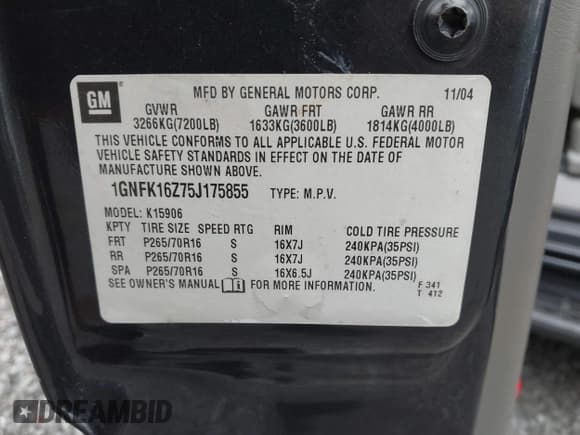 GM
MFD BY GENERAL MOTORS CORP. 11/04
GVWR GAWR FRT GAWR RR
3266KG(7200LB) 1633KG(3600LB) 1814KG(4000LB)
THIS VEHICLE CONFORMS TO ALL APPLICABLE U.S. FEDERAL MOTOR
VEHICLE SAFETY STANDARDS IN EFFECT ON THE DATE OF
MANUFACTURE SHOWN ABOVE.
1GNFK16Z75J175855 TYPE: M.P.V.
MODEL: K15906
KPTY TIRE SIZE SPEED RTG RIM COLD TIRE PRESSURE
FRT P265/70R16 S 16X7J 240KPA(35PSI)
RR P265/70R16 S 16X7J 240KPA(35PSI)
SPA P265/70R16 S 16X6.5J 240KPA(35PSI)
SEE OWNER'S MANUAL FOR MORE INFORMATION
F 341
T 412
DREAMBID